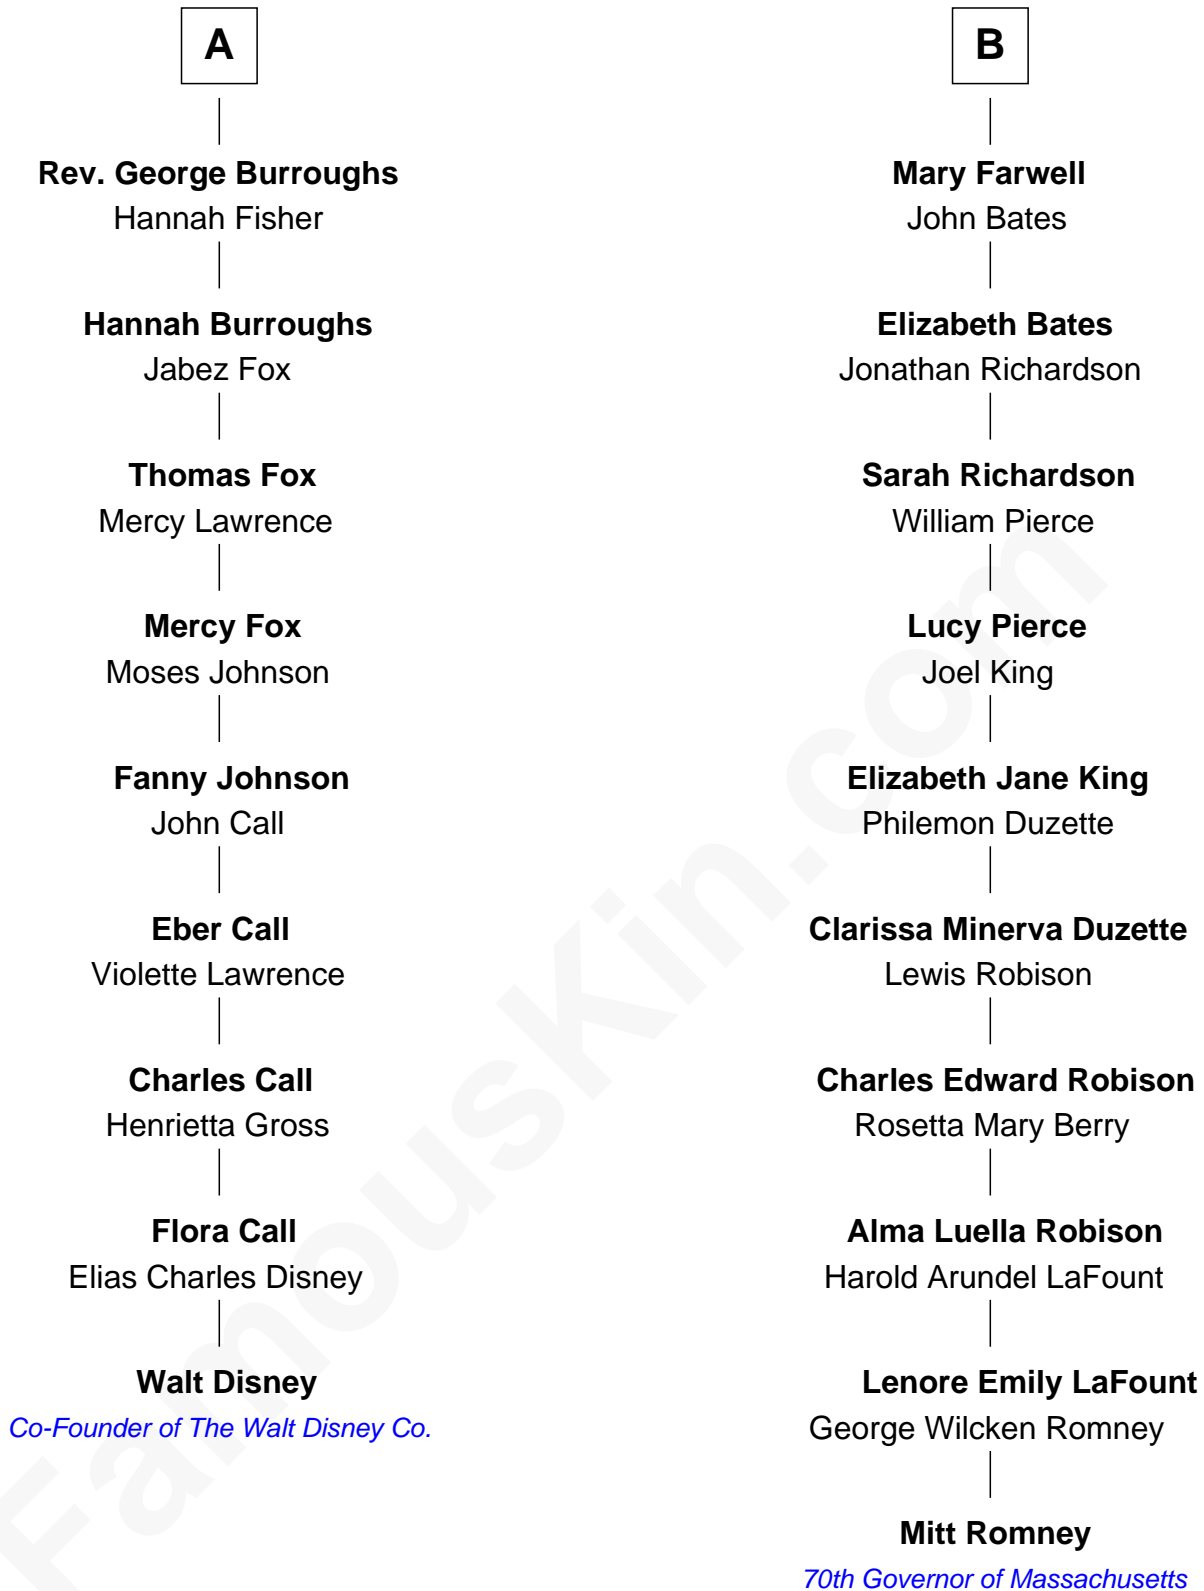 A
Rev. George Burroughs
Hannah Fisher
Hannah Burroughs
Jabez Fox
Thomas Fox
Mercy Lawrence
Mercy Fox
Moses Johnson
Fanny Johnson
John Call
Eber Call
Violette Lawrence
Charles Call
Henrietta Gross
Flora Call
Elias Charles Disney
Walt Disney
Co-Founder of The Walt Disney Co.
B
Mary Farwell
John Bates
Elizabeth Bates
Jonathan Richardson
Sarah Richardson
William Pierce
Lucy Pierce
Joel King
Elizabeth Jane King
Philemon Duzette
Clarissa Minerva Duzette
Lewis Robison
Charles Edward Robison
Rosetta Mary Berry
Alma Luella Robison
Harold Arundel LaFount
Lenore Emily LaFount
George Wilcken Romney
Mitt Romney
70th Governor of Massachusetts
FamousKin.com